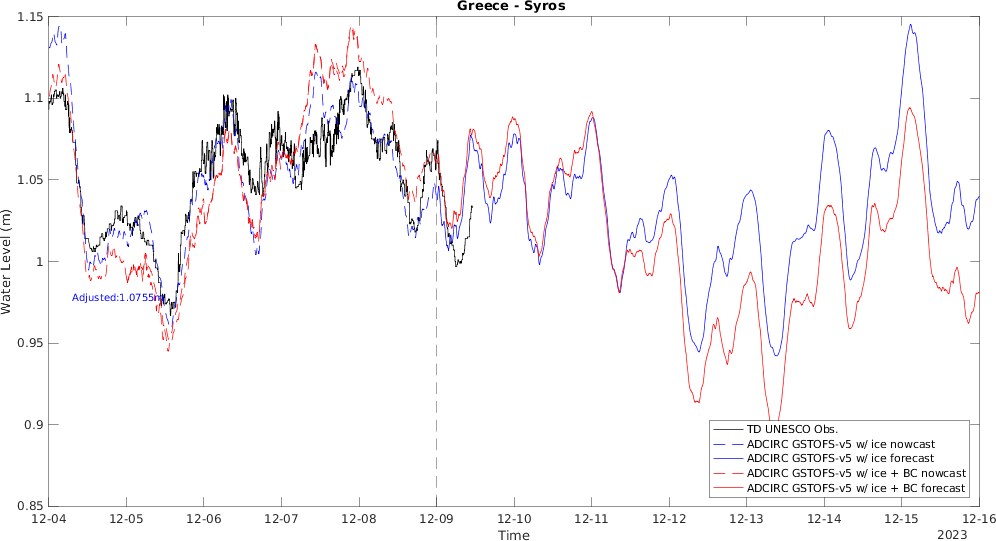 Greece - Syros
1.15
1.1
1.05
1
0.95
0.9
0.85
Water Level (m)
Adjusted:1.0755m
TD UNESCO Obs.
ADCIRC GSTOFS-v5 w/ ice nowcast
ADCIRC GSTOFS-v5 w/ ice forecast
ADCIRC GSTOFS-v5 w/ ice + BC nowcast
ADCIRC GSTOFS-v5 w/ ice + BC forecast
12-04 12-05 12-06 12-07 12-08 12-09 12-10 12-11 12-12 12-13 12-14 12-15 12-16
Time
2023